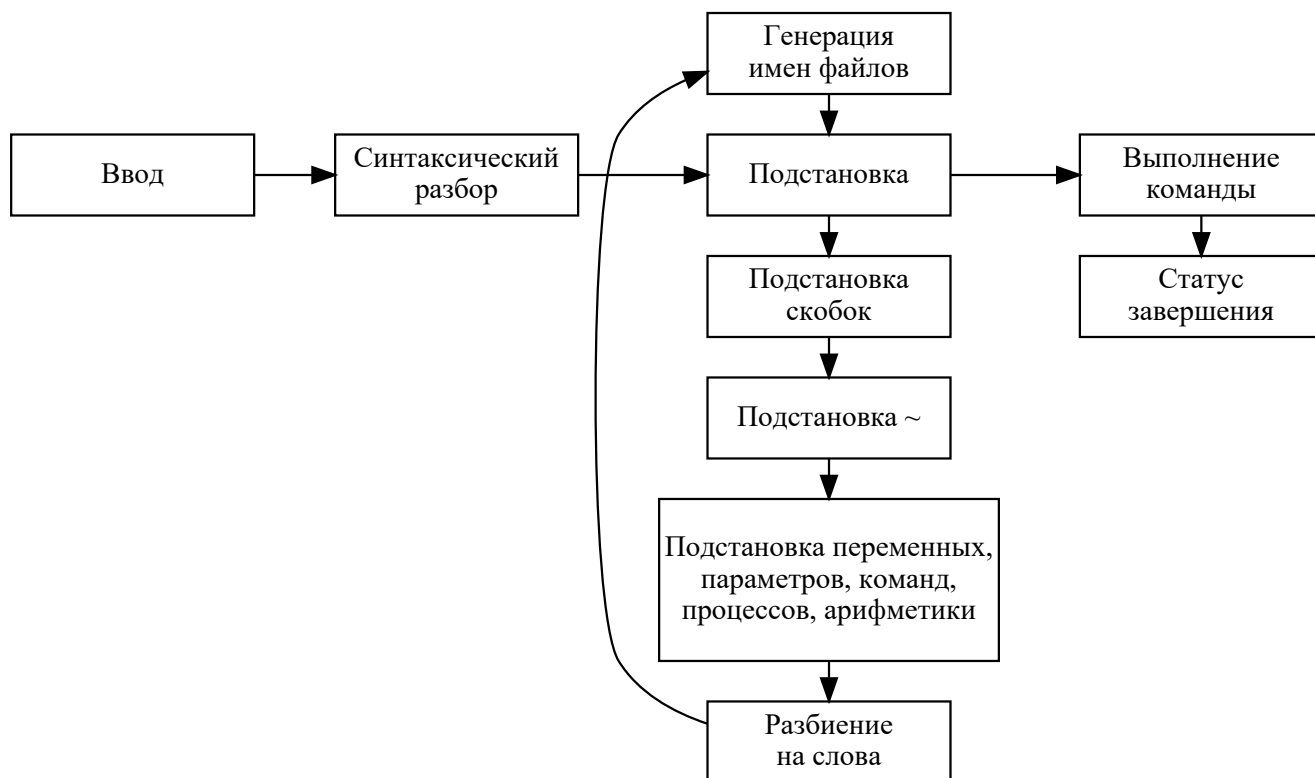 Генерация
имен файлов
Ввод
Синтаксический
разбор
Подстановка
Выполнение
команды
Подстановка
скобок
Статус
завершения
Подстановка ~
Подстановка переменных,
параметров, команд,
процессов, арифметики
Разбиение
на слова